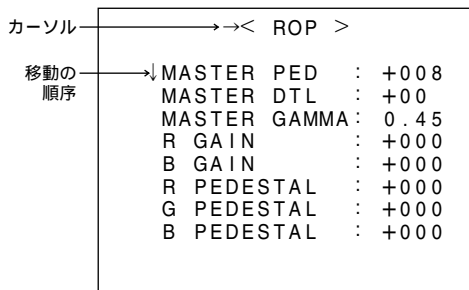 カーソル →< ROP >
移動の ↓MASTER PED : +008
順序 MASTER DTL : +00
MASTER GAMMA: 0.45
R GAIN : +000
B GAIN : +000
R PEDESTAL : +000
G PEDESTAL : +000
B PEDESTAL : +000